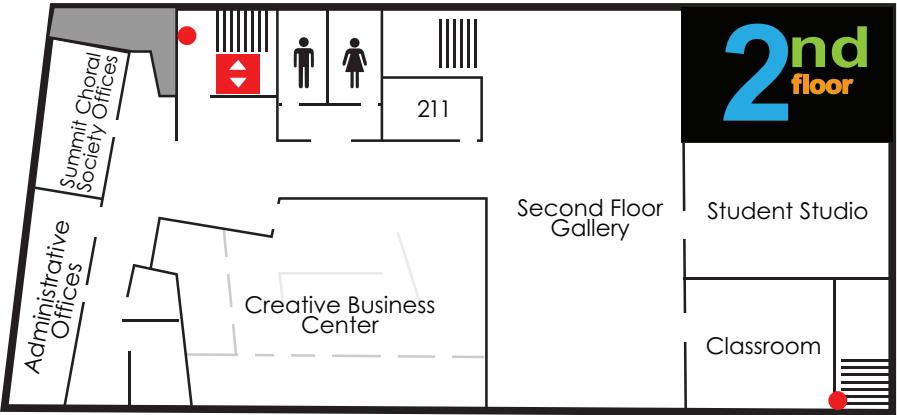 2nd
floor
Summit Choral
Society Offices
211
Second Floor
Gallery
Student Studio
Administrative
Offices
Creative Business
Center
Classroom